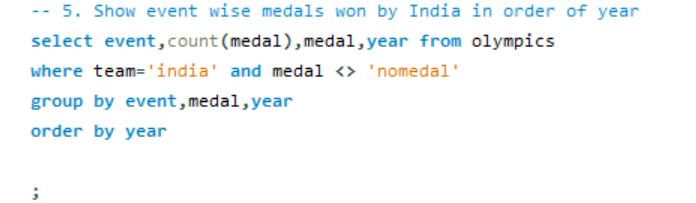 -- 5. Show event wise medals won by India in order of year
select event,count(medal),medal,year from olympics
where team='india' and medal <> 'nomedal'
group by event,medal,year
order by year
;